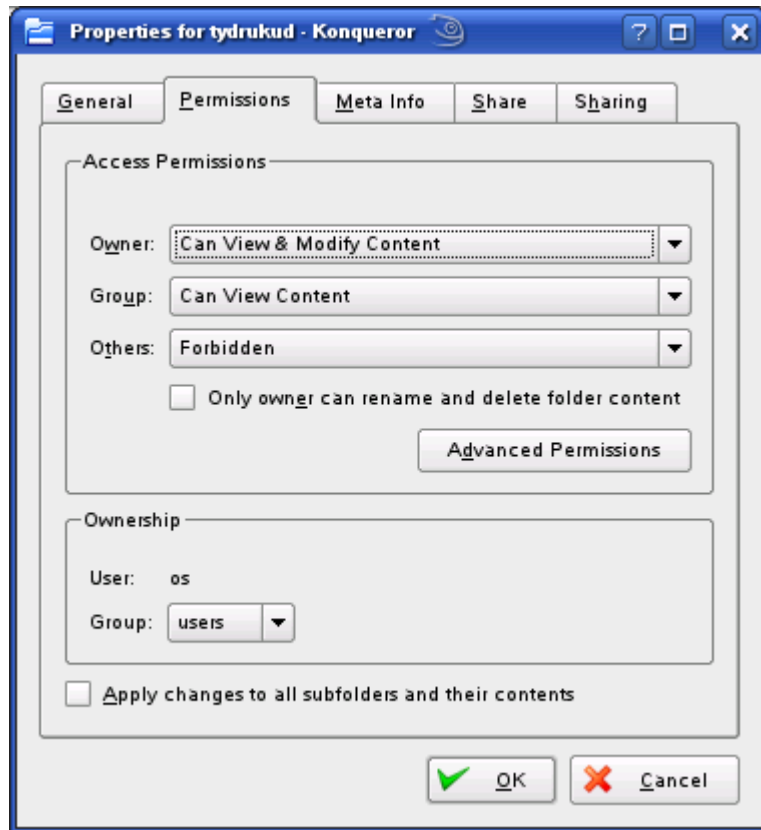 Properties for tydrukud - Konqueror ?
General Permissions Meta Info Share Sharing
Access Permissions
Owner: Can View & Modify Content
Group: Can View Content
Others: Forbidden
Only owner can rename and delete folder content
Advanced Permissions
Ownership
User: os
Group: users
Apply changes to all subfolders and their contents
OK Cancel